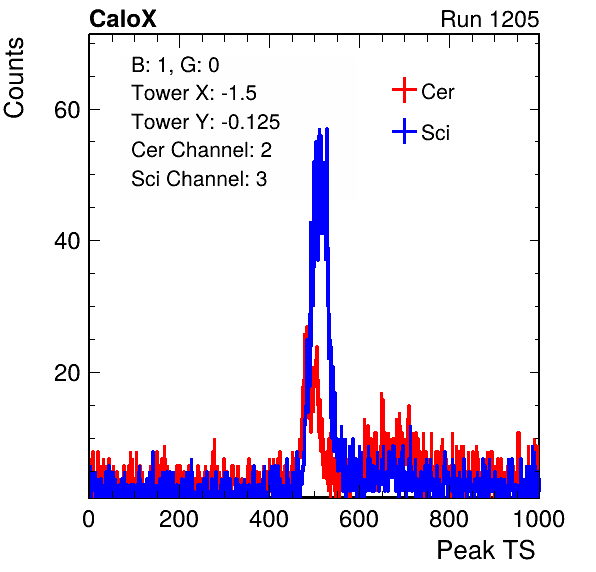 CaloX Run 1205
Counts
B: 1, G: 0
Tower X: -1.5
Tower Y: -0.125
Cer Channel: 2
Sci Channel: 3
Cer
Sci
60
40
20
0 200 400 600 800 1000
Peak TS